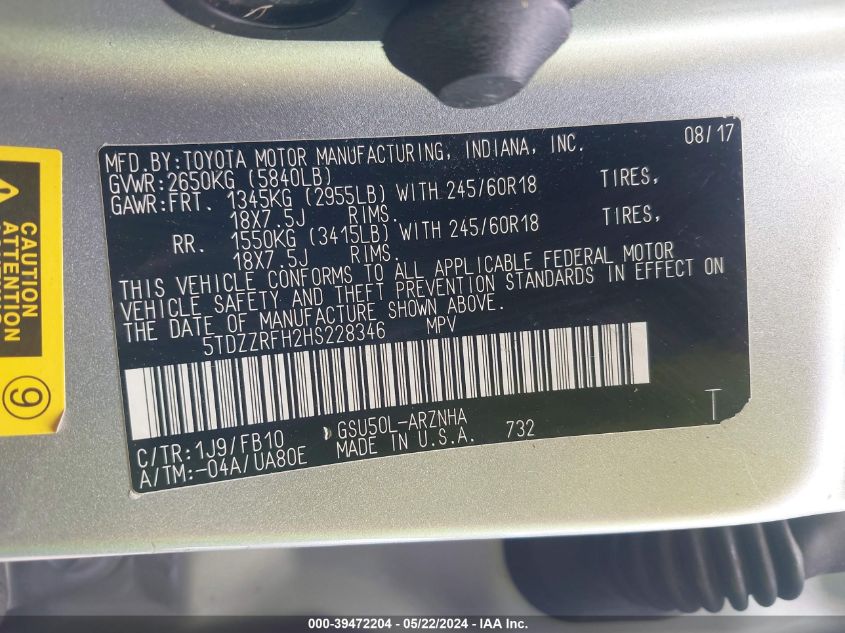 MFD.BY:TOYOTA MOTOR MANUFACTURING, INDIANA, INC. 08/17
GVWR:2650KG (5840LB)
GAWR:FRT. 1345KG (2955LB) WITH 245/60R18 TIRES,
18X7.5J RIMS.
RR. 1550KG (3415LB) WITH 245/60R18 TIRES,
18X7.5J RIMS.
THIS VEHICLE CONFORMS TO ALL APPLICABLE FEDERAL MOTOR
VEHICLE SAFETY AND THEFT PREVENTION STANDARDS IN EFFECT ON
THE DATE OF MANUFACTURE SHOWN ABOVE.
5TDZZRFH2HS228346 MPV
C/TR:1J9/FB10 GSU50L-ARZNHA T
A/TM:-04A/UA80E MADE IN U.S.A. 732
CAUTION
ATTENTION
9
000-39472204 - 05/22/2024 - IAA Inc.